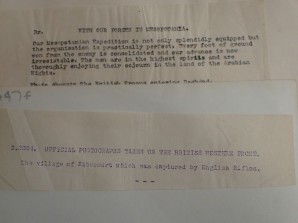 Br. WITH OUR FORCES IN MESOPOTAMIA.
Our Mesopotamian Expedition is not only splendidly equipped but
the organisation is practically perfect. Every foot of ground
won from the enemy is consolidated and our advance is now
irresistable. The men are in the highest spirits and are
thoroughly enjoying their sojourn in the land of the Arabian
Nights.
shows the British Troops entering Baghdad.
OFFICIAL PHOTOGRAPHS TAKEN ON THE BRITISH WESTERN FRONT.
The village of Ribecourt which was captured by English Rifles.
---